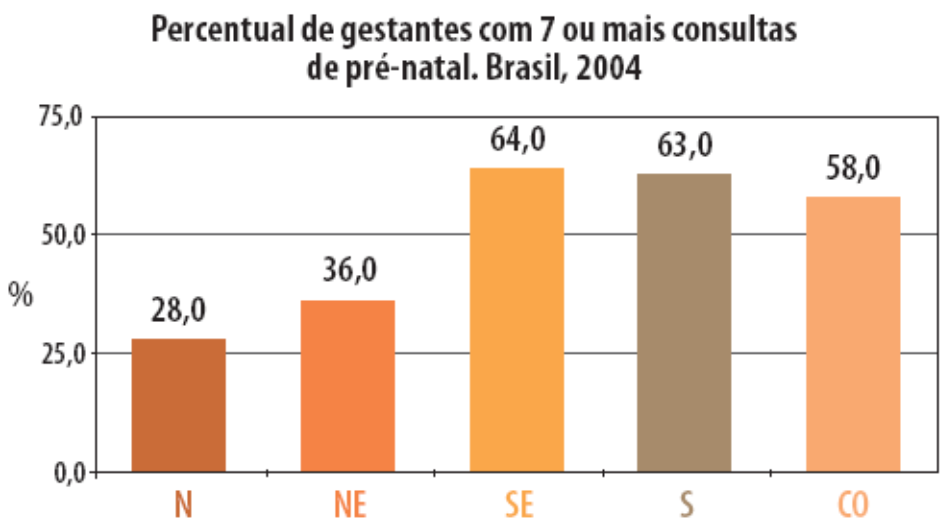 Percentual de gestantes com 7 ou mais consultas
de pré-natal. Brasil, 2004
75,0
50,0
25,0
0,0
%
28,0
36,0
64,0
63,0
58,0
N
NE
SE
S
CO